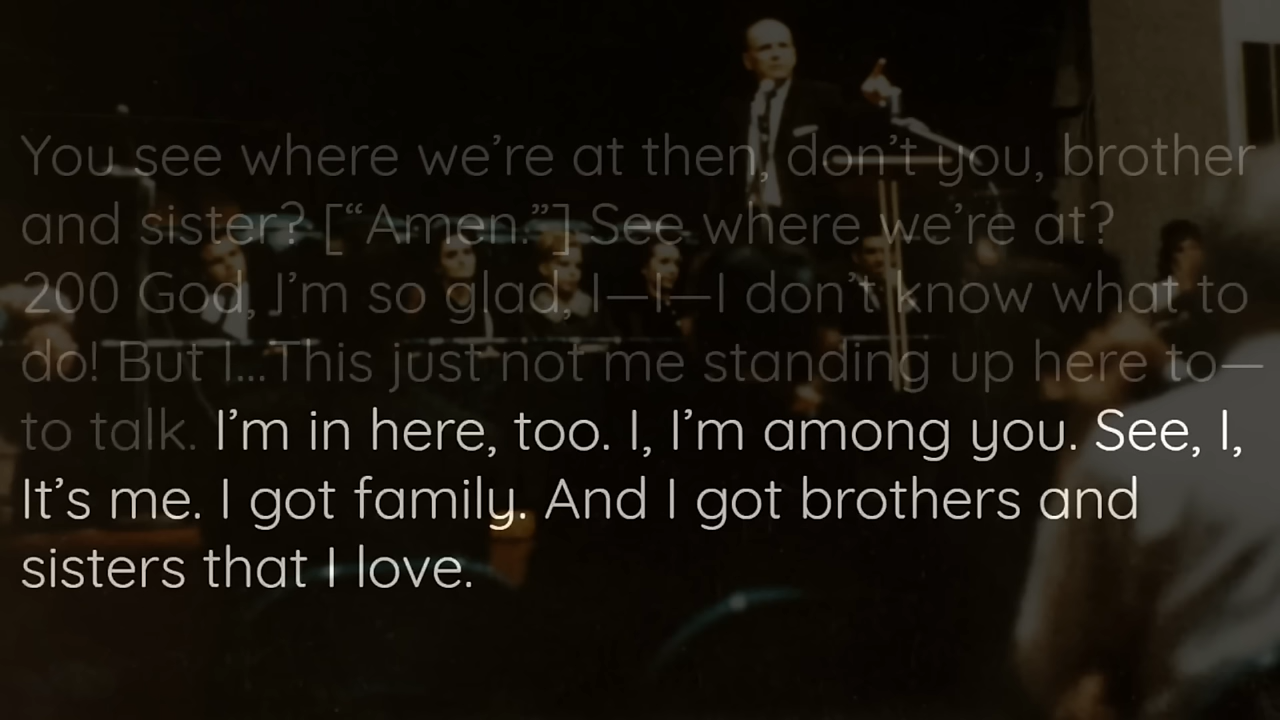 You see where we’re at then, don’t you, brother
and sister? [“Amen.”] See where we’re at?
200 God, I’m so glad, I—I—I don’t know what to
do! But I...This just not me standing up here to—
to talk. I’m in here, too. I, I’m among you. See, I,
It’s me. I got family. And I got brothers and
sisters that I love.